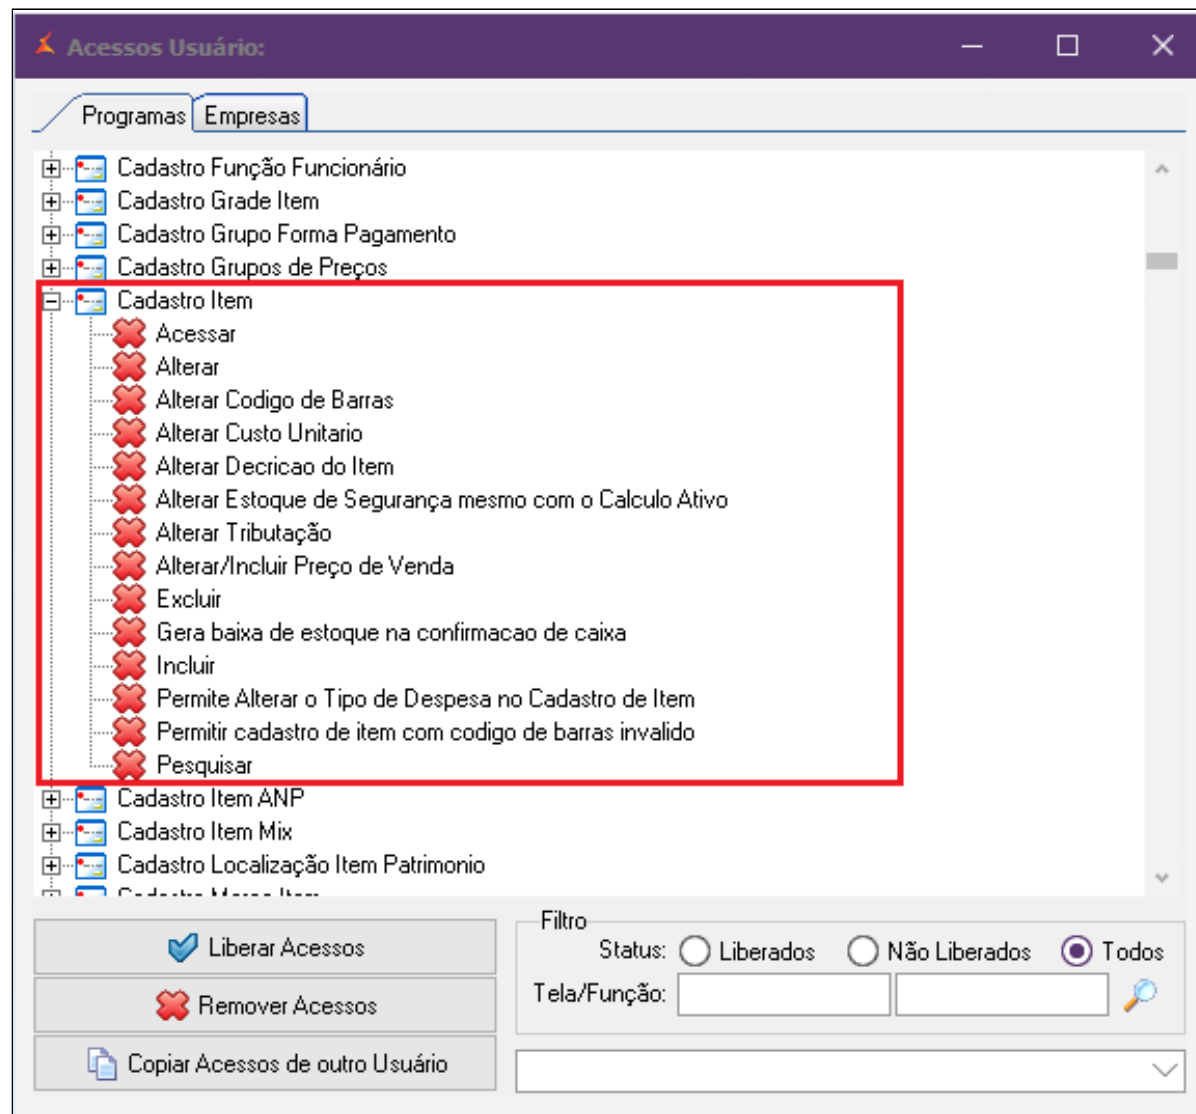 Acessos Usuário:
Programas Empresas
Cadastro Função Funcionário
Cadastro Grade Item
Cadastro Grupo Forma Pagamento
Cadastro Grupos de Preços
Cadastro Item
Acessar
Alterar
Alterar Codigo de Barras
Alterar Custo Unitario
Alterar Decricao do Item
Alterar Estoque de Segurança mesmo com o Calculo Ativo
Alterar Tributação
Alterar/Incluir Preço de Venda
Excluir
Gera baixa de estoque na confirmacao de caixa
Incluir
Permite Alterar o Tipo de Despesa no Cadastro de Item
Permitir cadastro de item com codigo de barras invalido
Pesquisar
Cadastro Item ANP
Cadastro Item Mix
Cadastro Localização Item Patrimonio
Cadastro Marca Item
Liberar Acessos
Remover Acessos
Copiar Acessos de outro Usuário
Filtro
Status: Liberados Não Liberados Todos
Tela/Função: